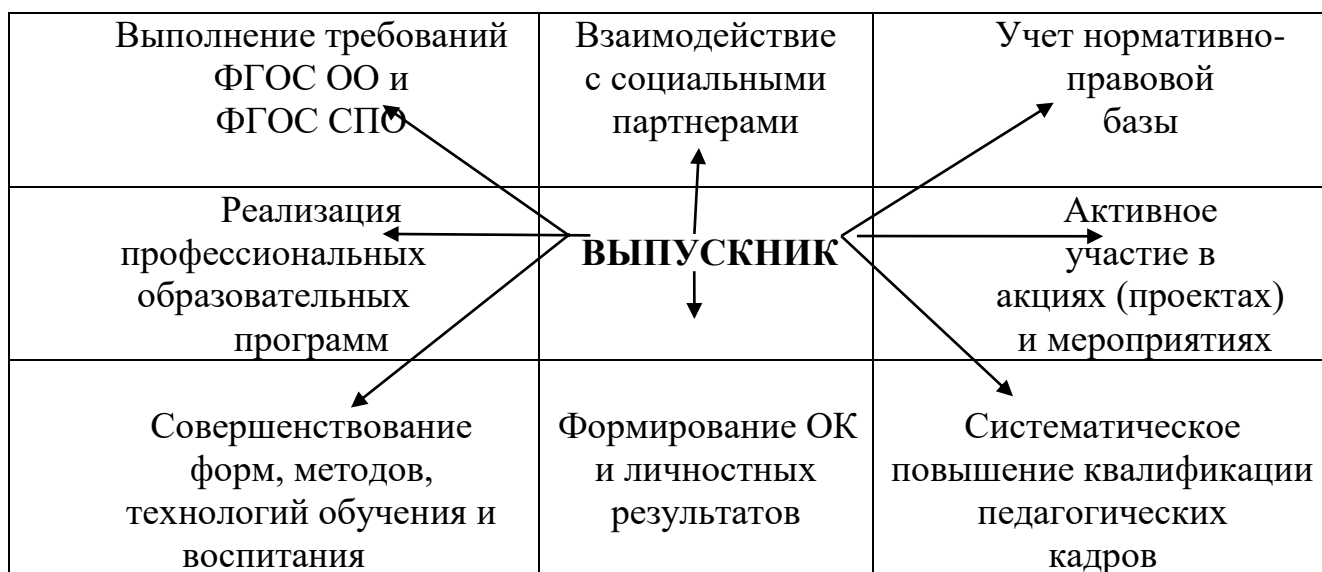 Выполнение требований
ФГОС ОО и
ФГОС СПО
Взаимодействие
с социальными
партнерами
Учет нормативно-
правовой
базы
Реализация
профессиональных
образовательных
программ
ВЫПУСКНИК
Активное
участие в
акциях (проектах)
и мероприятиях
Совершенствование
форм, методов,
технологий обучения и
воспитания
Формирование ОК
и личностных
результатов
Систематическое
повышение квалификации
педагогических
кадров